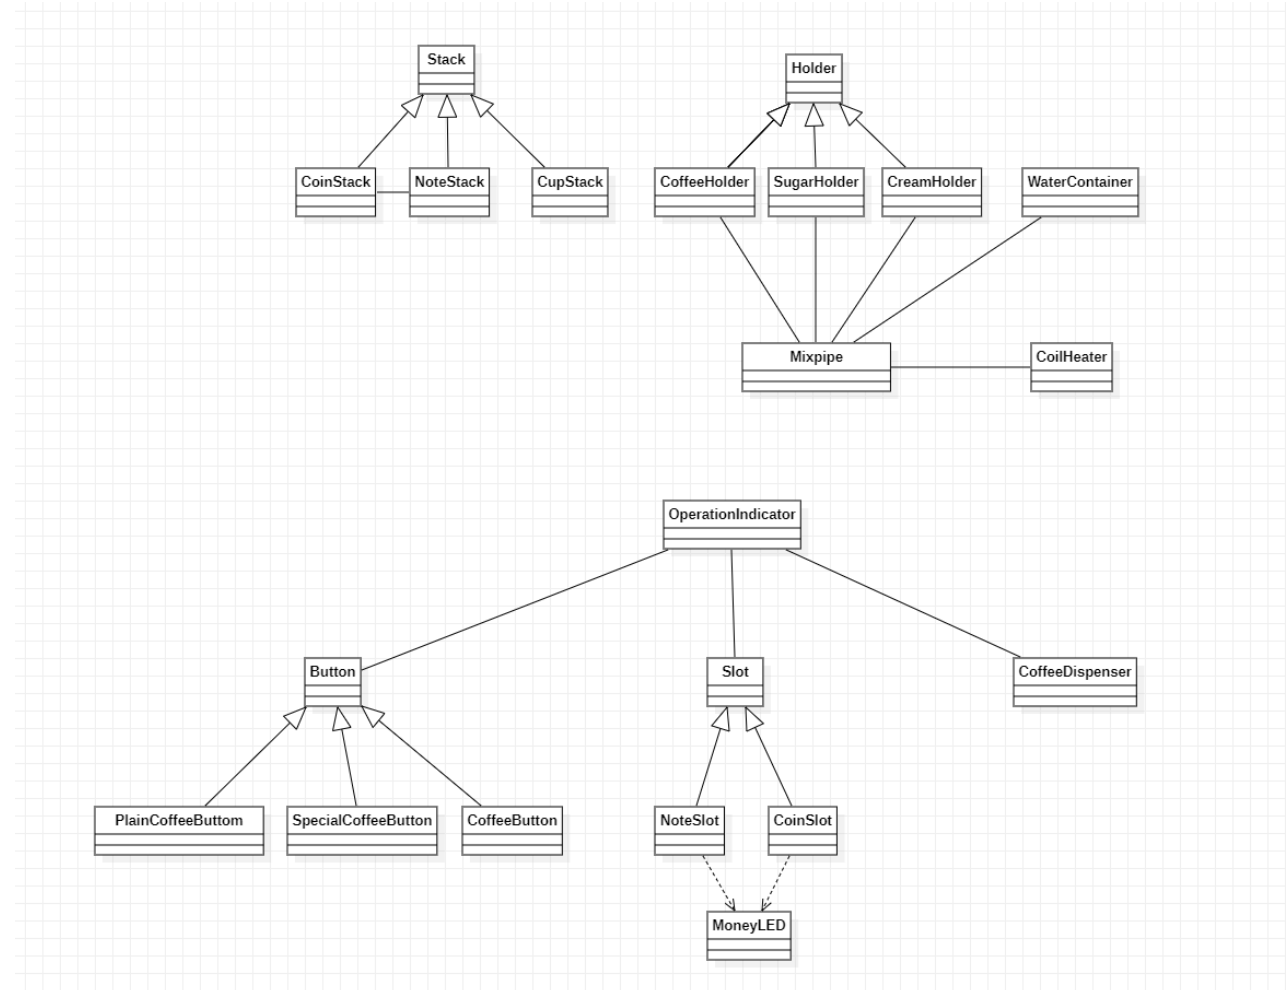 Stack
Holder
CoinStack
NoteStack
CupStack
CoffeeHolder
SugarHolder
CreamHolder
WaterContainer
Mixpipe
CoilHeater
OperationIndicator
Button
Slot
CoffeeDispenser
PlainCoffeeButtom
SpecialCoffeeButton
CoffeeButton
NoteSlot
CoinSlot
MoneyLED